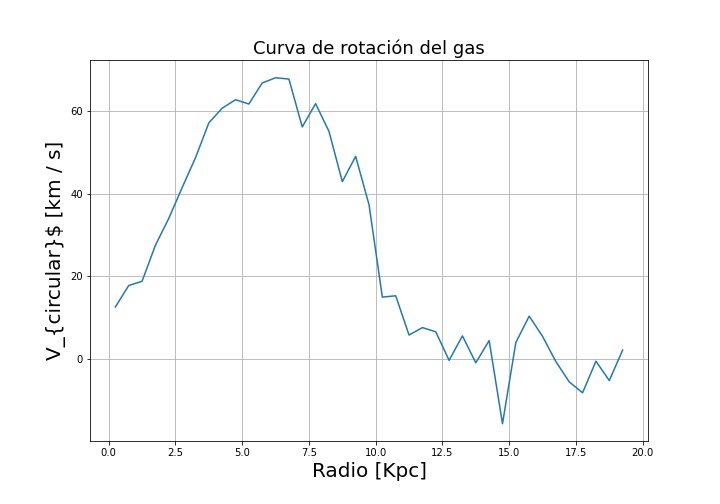 Curva de rotación del gas
V_{circular}$ [km / s]
60
40
20
0
0.0 2.5 5.0 7.5 10.0 12.5 15.0 17.5 20.0
Radio [Kpc]